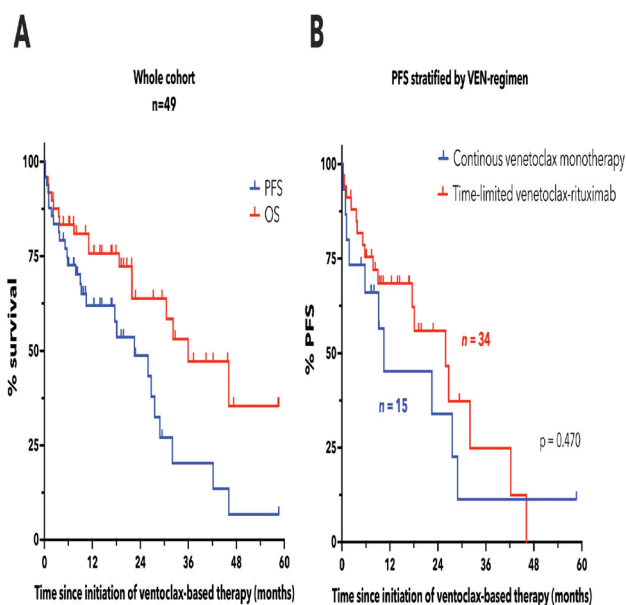 A
Whole cohort
n=49
PFS
OS
100
75
50
25
0
% survival
0 12 24 36 48 60
Time since initiation of ventoclax-based therapy (months)
B
PFS stratified by VEN-regimen
Continous venetoclax monotherapy
Time-limited venetoclax-rituximab
100
75
50
25
0
% PFS
n = 34
n = 15
p = 0.470
0 12 24 36 48 60
Time since initiation of ventoclax-based therapy (months)